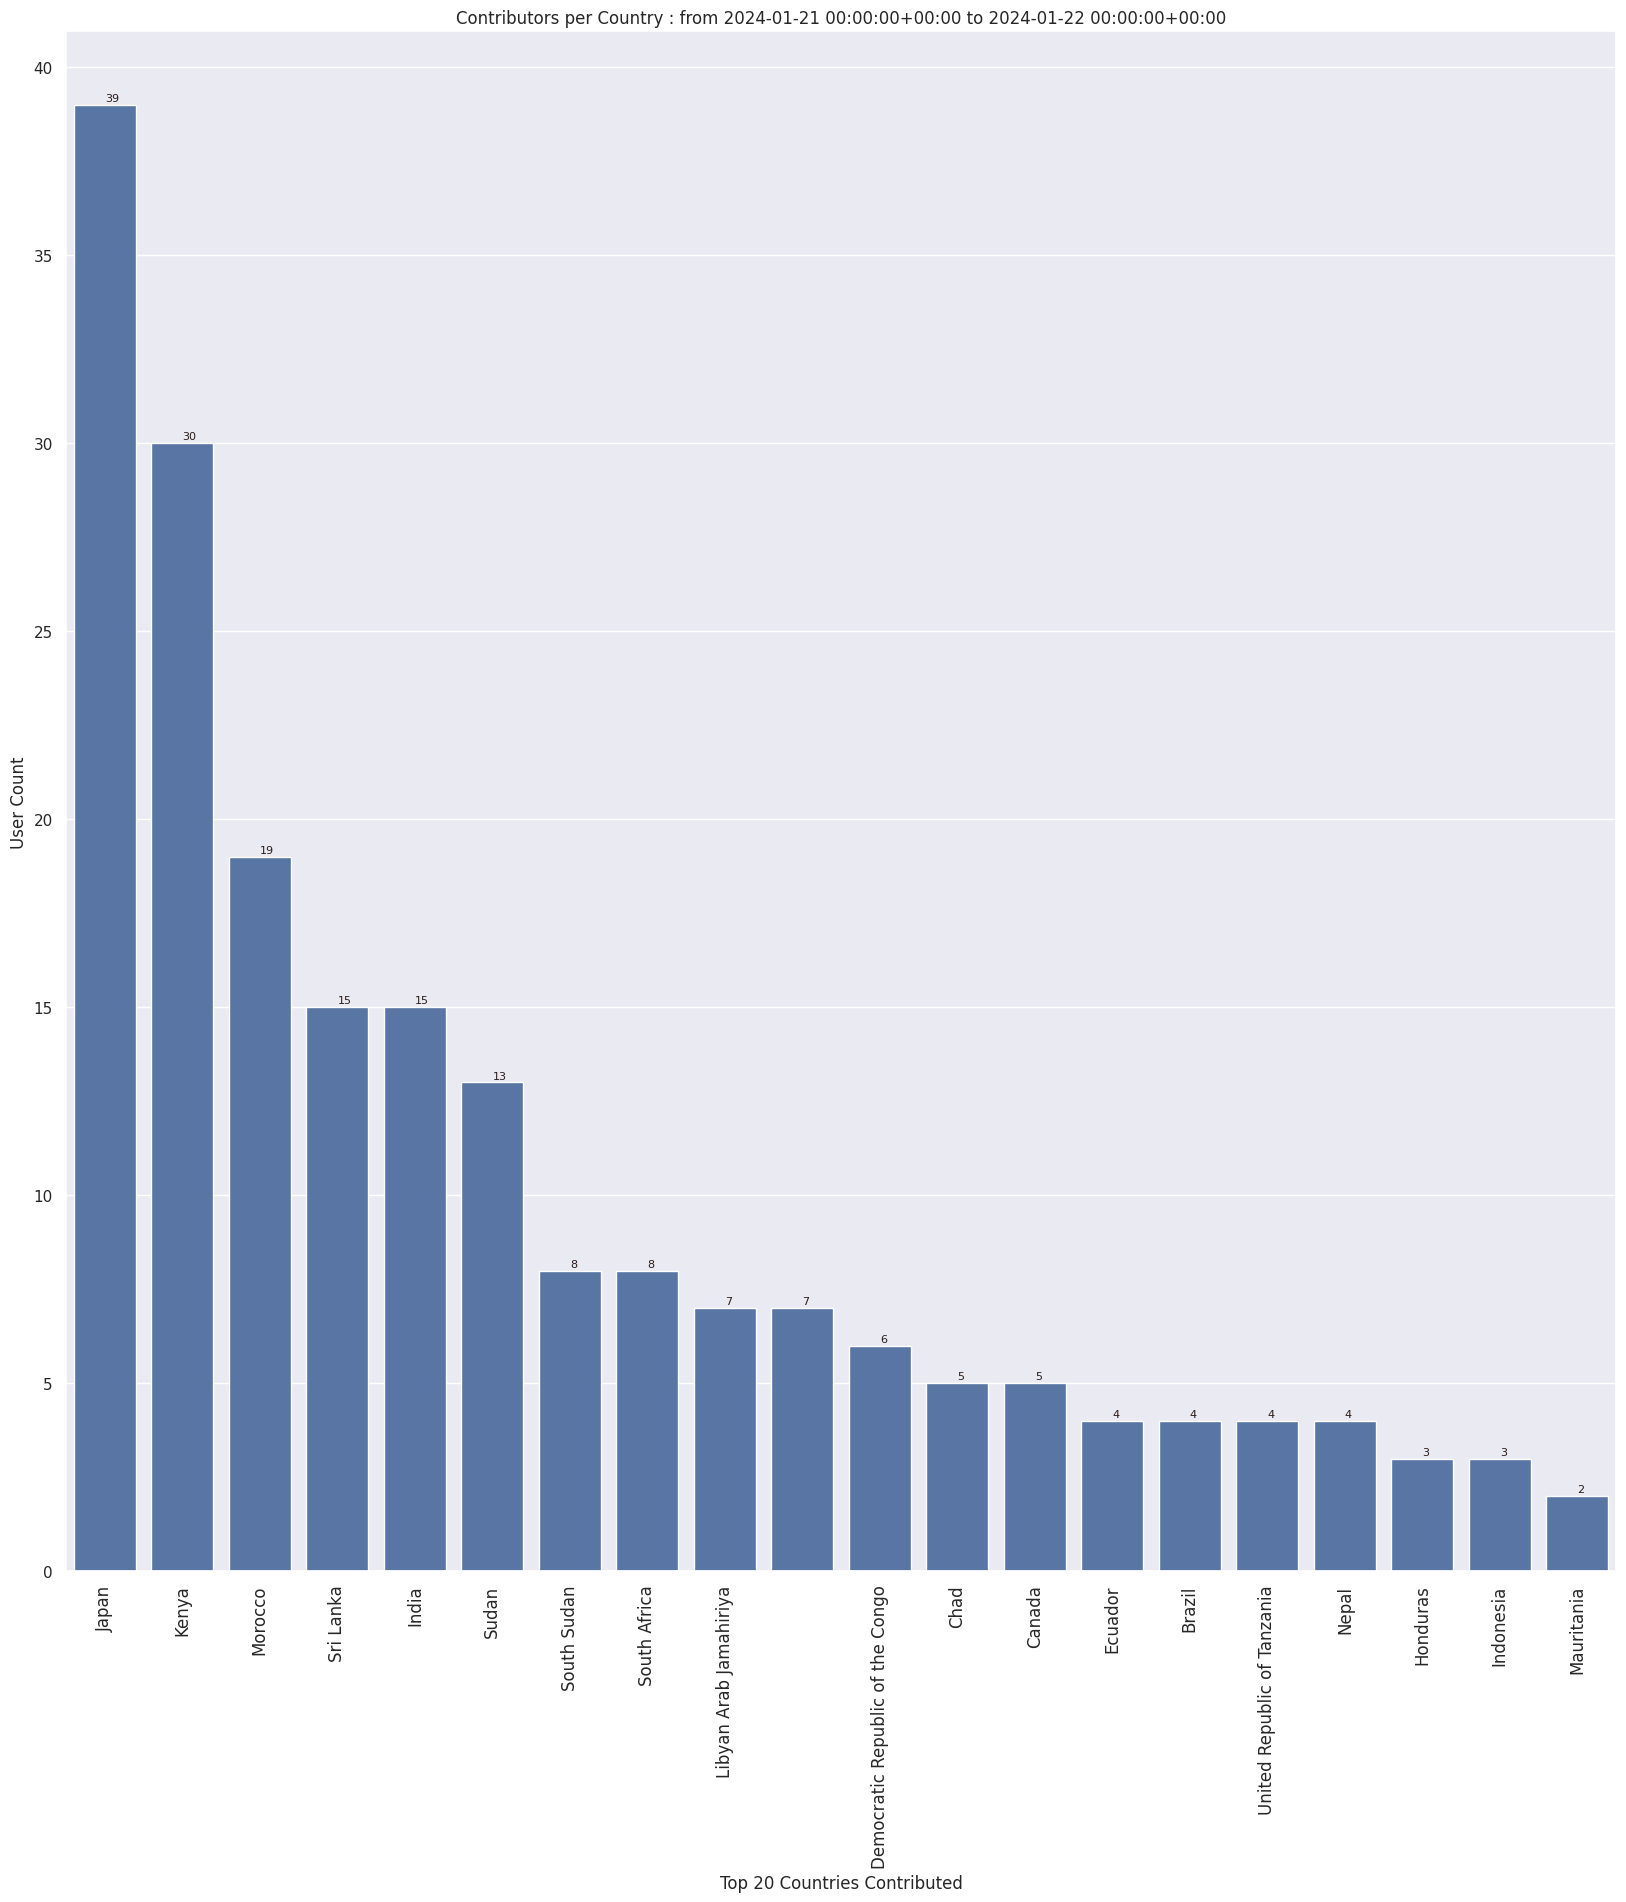 Contributors per Country : from 2024-01-21 00:00:00+00:00 to 2024-01-22 00:00:00+00:00
User Count
40
35
30
25
20
15
10
5
0
39
30
19
15
15
13
8
8
7
7
6
5
5
4
4
4
4
3
3
2
Japan
Kenya
Morocco
Sri Lanka
India
Sudan
South Sudan
South Africa
Libyan Arab Jamahiriya
Democratic Republic of the Congo
Chad
Canada
Ecuador
Brazil
United Republic of Tanzania
Nepal
Honduras
Indonesia
Mauritania
Top 20 Countries Contributed